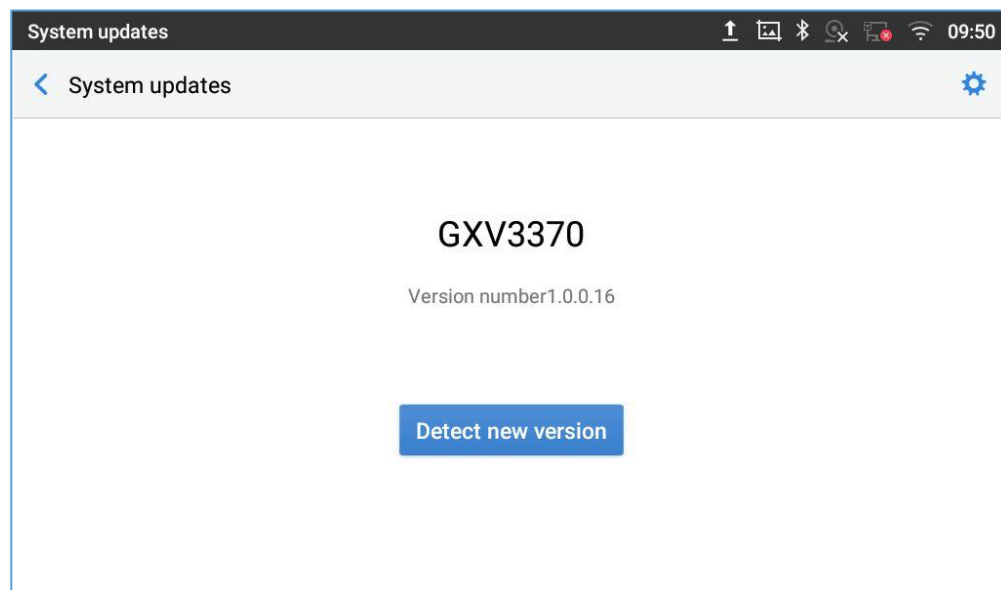 System updates 09:50
System updates
GXV3370
Version number1.0.0.16
Detect new version